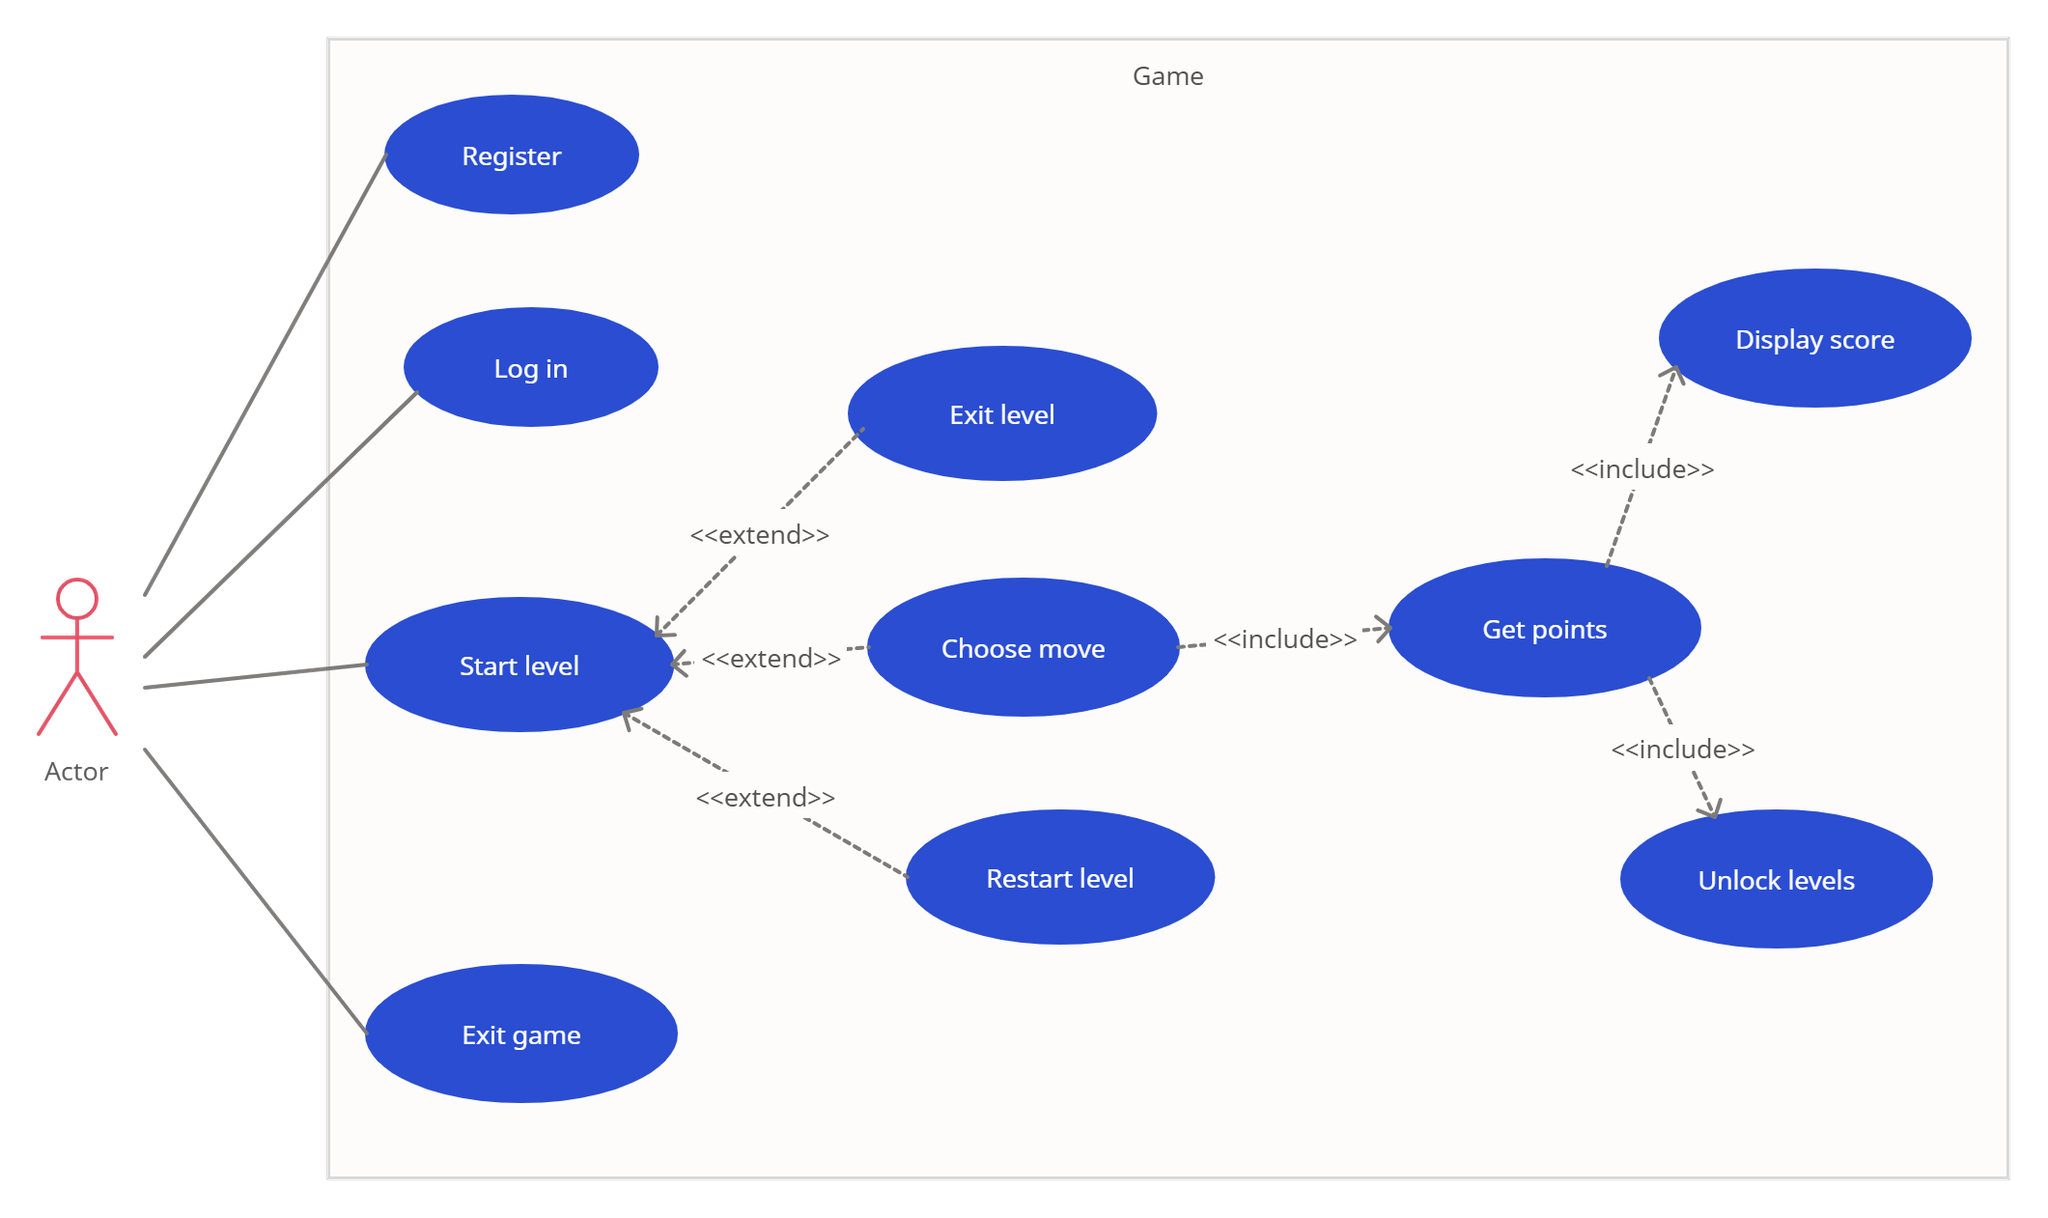 Game
Register
Log in
Display score
Exit level
<<include>>
<<extend>>
Start level
<<extend>>
Choose move
<<include>>
Get points
Actor
<<include>>
<<extend>>
Restart level
Unlock levels
Exit game